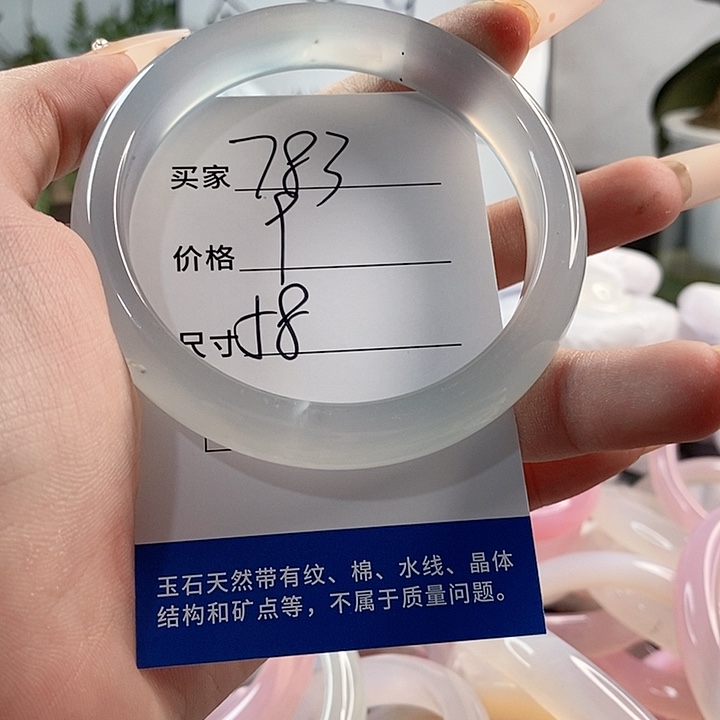 买家 783
价格 P
尺寸 58
玉石天然带有纹、棉、水线、晶体
结构和矿点等，不属于质量问题。